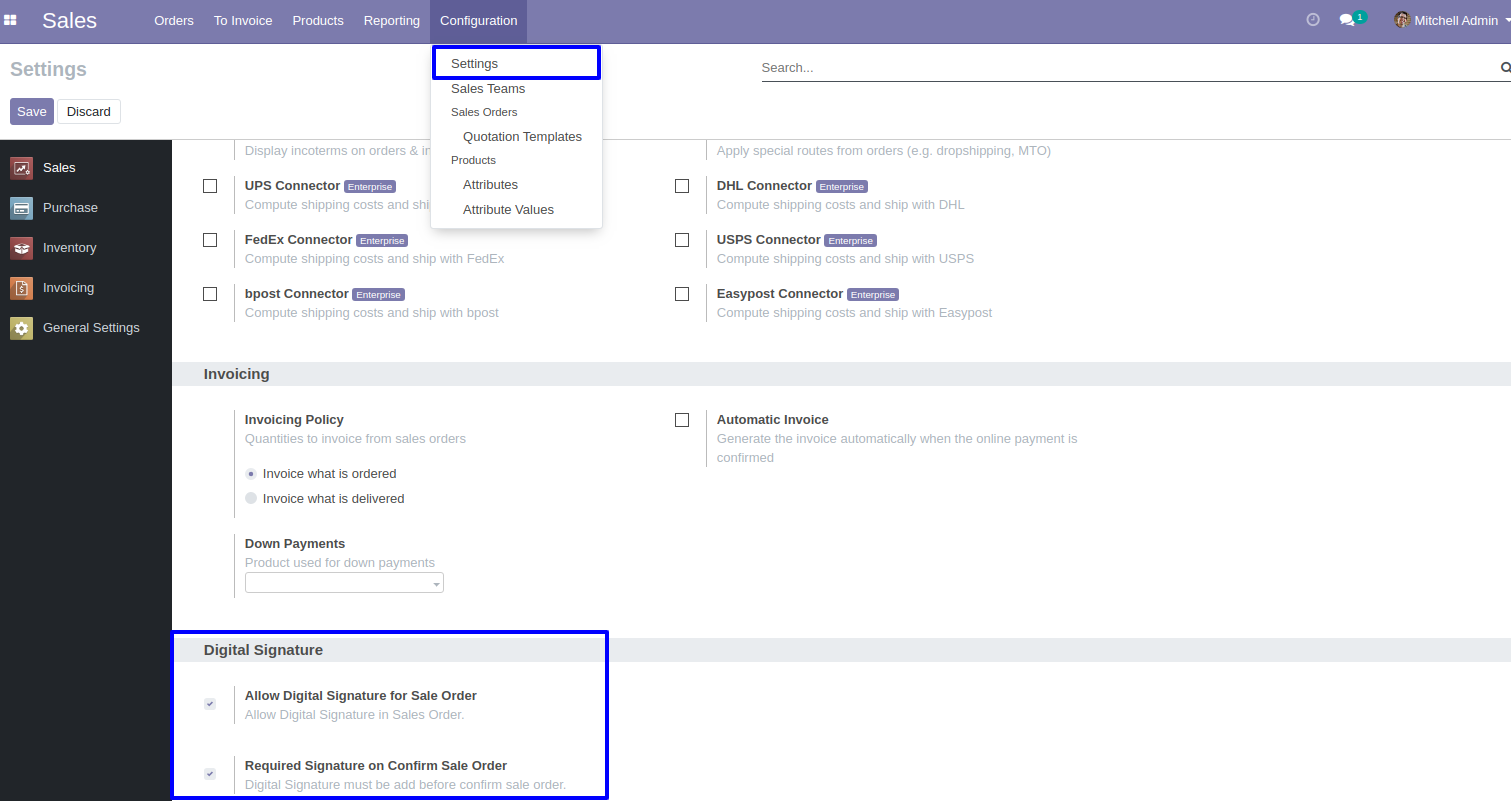 Sales
Orders
To Invoice
Products
Reporting
Configuration
1
Mitchell Admin
Settings
Save
Discard
Search...
Settings
Sales Teams
Sales Orders
Quotation Templates
Products
Attributes
Attribute Values
Sales
Purchase
Inventory
Invoicing
General Settings
Display incoterms on orders &
Apply special routes from orders (e.g. dropshipping, MTO)
UPS Connector Enterprise
Compute shipping costs and
DHL Connector Enterprise
Compute shipping costs and ship with DHL
FedEx Connector Enterprise
Compute shipping costs and ship with FedEx
USPS Connector Enterprise
Compute shipping costs and ship with USPS
bpost Connector Enterprise
Compute shipping costs and ship with bpost
Easypost Connector Enterprise
Compute shipping costs and ship with Easypost
Invoicing
Invoicing Policy
Quantities to invoice from sales orders
Invoice what is ordered
Invoice what is delivered
Automatic Invoice
Generate the invoice automatically when the online payment is
confirmed
Down Payments
Product used for down payments
Digital Signature
Allow Digital Signature for Sale Order
Allow Digital Signature in Sales Order.
Required Signature on Confirm Sale Order
Digital Signature must be add before confirm sale order.